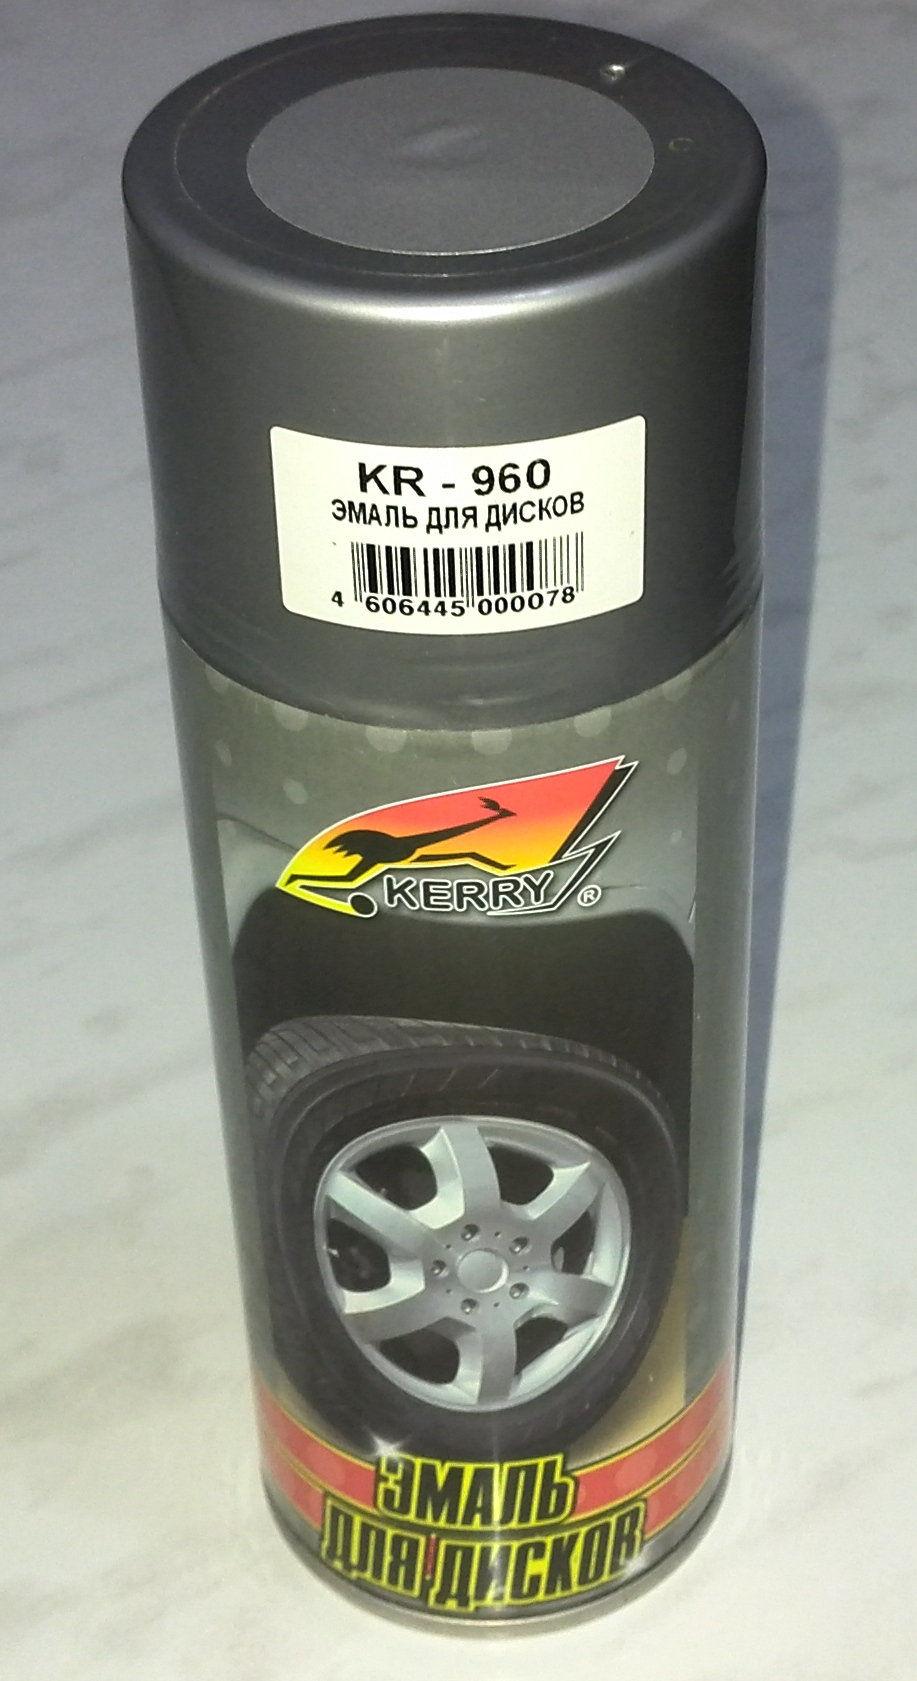 KR - 960
ЭМАЛЬ ДЛЯ ДИСКОВ
4 606445 000078
KERRY ®
ЭМАЛЬ
ДЛЯ ДИСКОВ